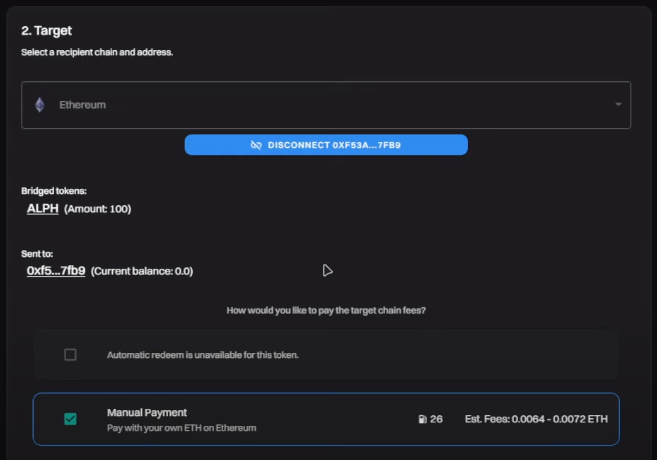 2. Target
Select a recipient chain and address.
Ethereum
DISCONNECT 0XF53A...7FB9
Bridged tokens:
ALPH (Amount: 100)
Sent to:
0xf5...7fb9 (Current balance: 0.0)
How would you like to pay the target chain fees?
Automatic redeem is unavailable for this token.
Manual Payment
26 Est. Fees: 0.0064 - 0.0072 ETH
Pay with your own ETH on Ethereum